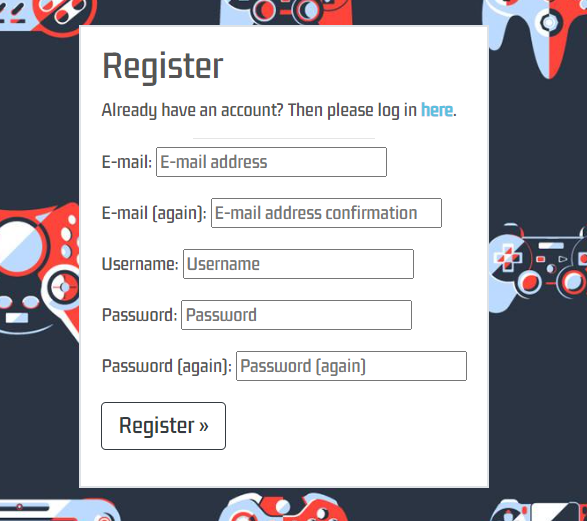 Register
Already have an account? Then please log in here.
E-mail: E-mail address
E-mail (again): E-mail address confirmation
Username: Username
Password: Password
Password (again): Password (again)
Register »